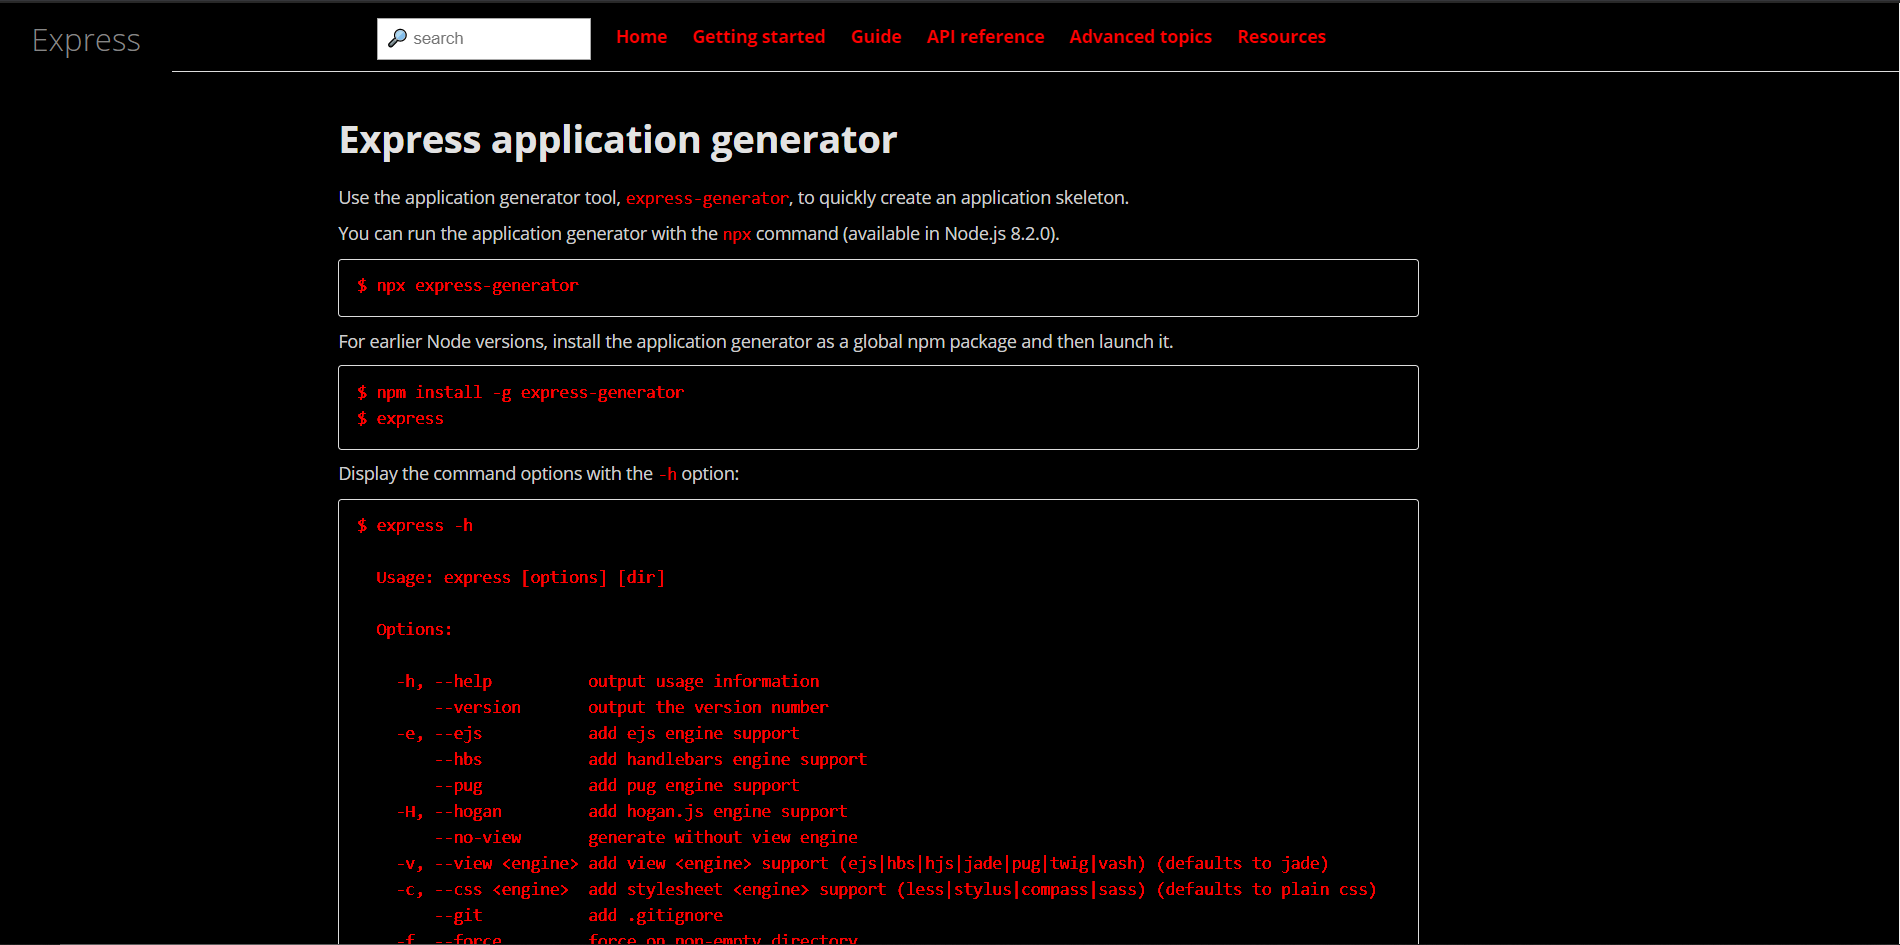 Express
search
Home Getting started Guide API reference Advanced topics Resources
Express application generator
Use the application generator tool, express-generator, to quickly create an application skeleton.
You can run the application generator with the npx command (available in Node.js 8.2.0).
$ npx express-generator
For earlier Node versions, install the application generator as a global npm package and then launch it.
$ npm install -g express-generator
$ express
Display the command options with the -h option:
$ express -h
Usage: express [options] [dir]
Options:
-h, --help output usage information
--version output the version number
-e, --ejs add ejs engine support
--hbs add handlebars engine support
--pug add pug engine support
-H, --hogan add hogan.js engine support
--no-view generate without view engine
-v, --view <engine> add view <engine> support (ejs|hbs|hjs|jade|pug|twig|vash) (defaults to jade)
-c, --css <engine> add stylesheet <engine> support (less|stylus|compass|sass) (defaults to plain css)
--git add .gitignore
-f, --force force on non-empty directory